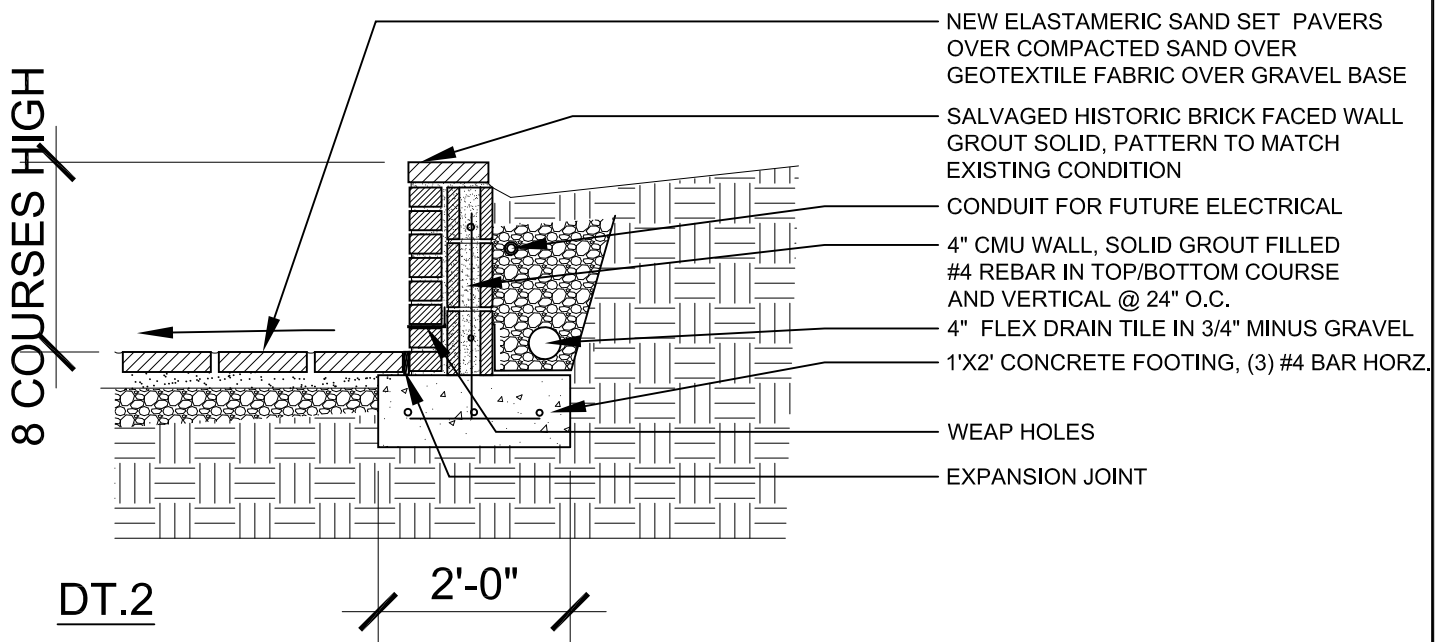 NEW ELASTAMERIC SAND SET PAVERS
OVER COMPACTED SAND OVER
GEOTEXTILE FABRIC OVER GRAVEL BASE
SALVAGED HISTORIC BRICK FACED WALL
GROUT SOLID, PATTERN TO MATCH
EXISTING CONDITION
CONDUIT FOR FUTURE ELECTRICAL
4" CMU WALL, SOLID GROUT FILLED
#4 REBAR IN TOP/BOTTOM COURSE
AND VERTICAL @ 24" O.C.
4" FLEX DRAIN TILE IN 3/4" MINUS GRAVEL
1'X2' CONCRETE FOOTING, (3) #4 BAR HORZ.
WEAP HOLES
EXPANSION JOINT
8 COURSES HIGH
2'-0"
DT.2